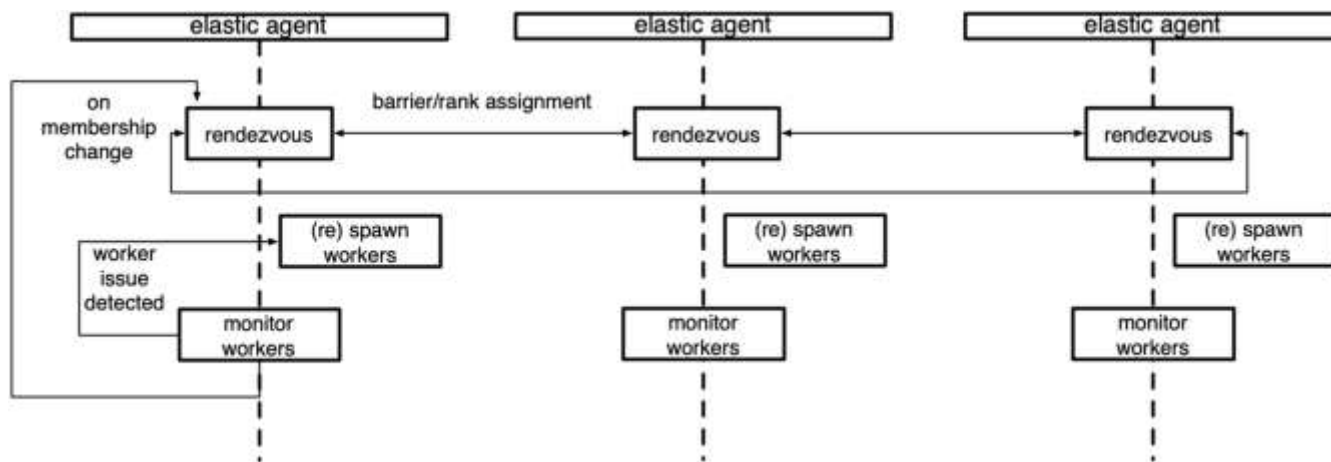 elastic agent
elastic agent
elastic agent
on
membership
change
barrier/rank assignment
rendezvous
rendezvous
rendezvous
(re) spawn
workers
(re) spawn
workers
(re) spawn
workers
worker
issue
detected
monitor
workers
monitor
workers
monitor
workers